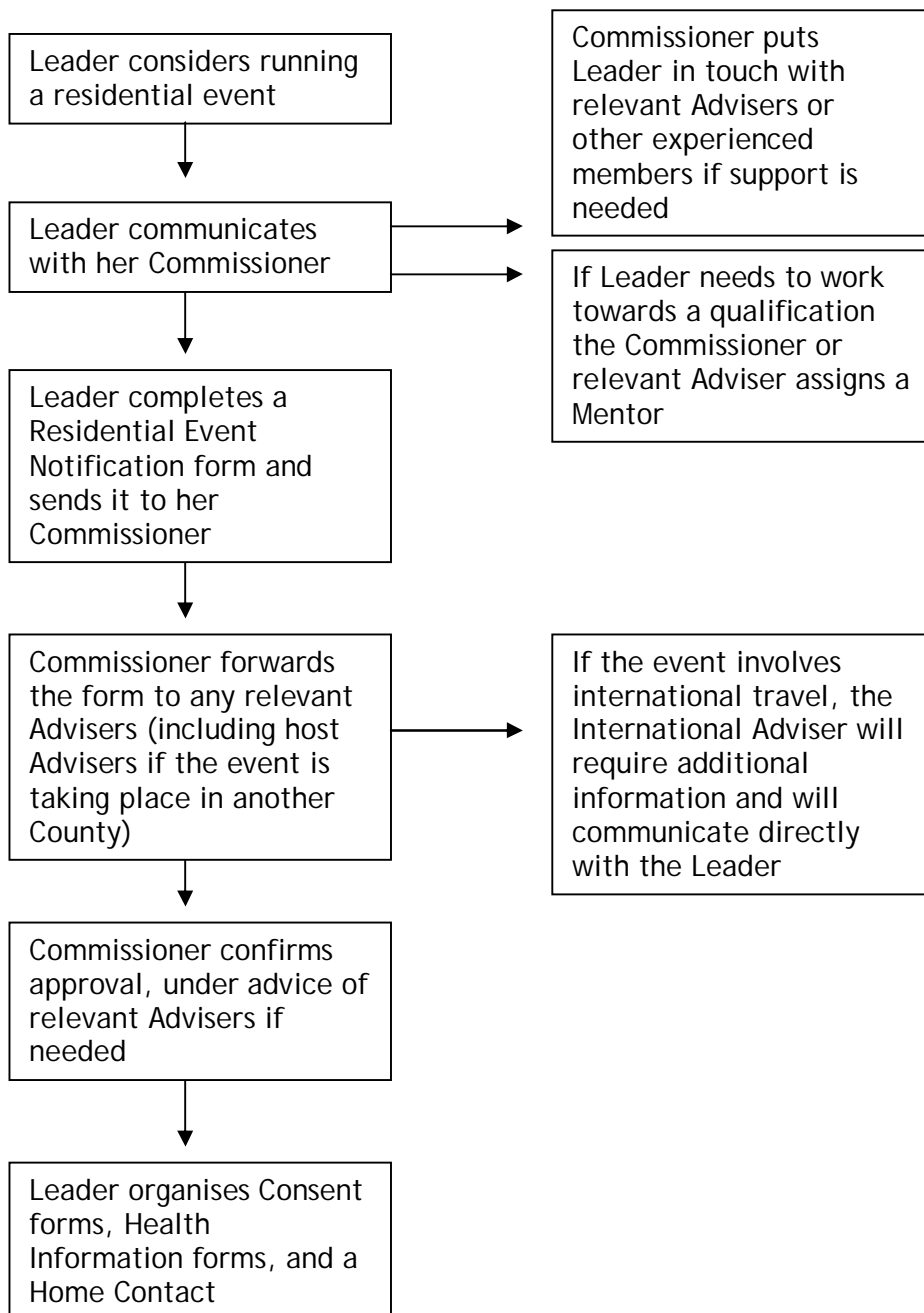 Leader considers running
a residential event
Commissioner puts
Leader in touch with
relevant Advisers or
other experienced
members if support is
needed
Leader communicates
with her Commissioner
If Leader needs to work
towards a qualification
the Commissioner or
relevant Adviser assigns a
Mentor
Leader completes a
Residential Event
Notification form and
sends it to her
Commissioner
Commissioner forwards
the form to any relevant
Advisers (including host
Advisers if the event is
taking place in another
County)
If the event involves
international travel, the
International Adviser will
require additional
information and will
communicate directly
with the Leader
Commissioner confirms
approval, under advice of
relevant Advisers if
needed
Leader organises Consent
forms, Health
Information forms, and a
Home Contact